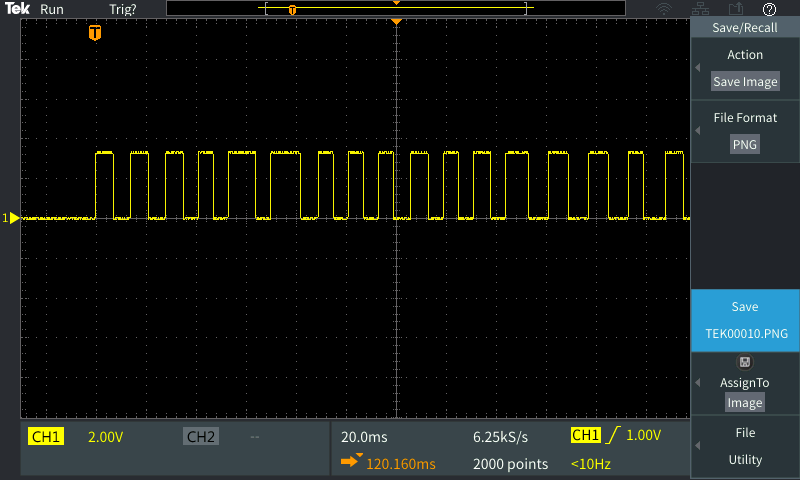 Tek Run Trig?
T
T
Save/Recall
Action
Save Image
File Format
PNG
1
Save
TEK00010.PNG
AssignTo
Image
File
Utility
CH1 2.00V CH2 -- 20.0ms 6.25kS/s CH1 1.00V
120.160ms 2000 points <10Hz